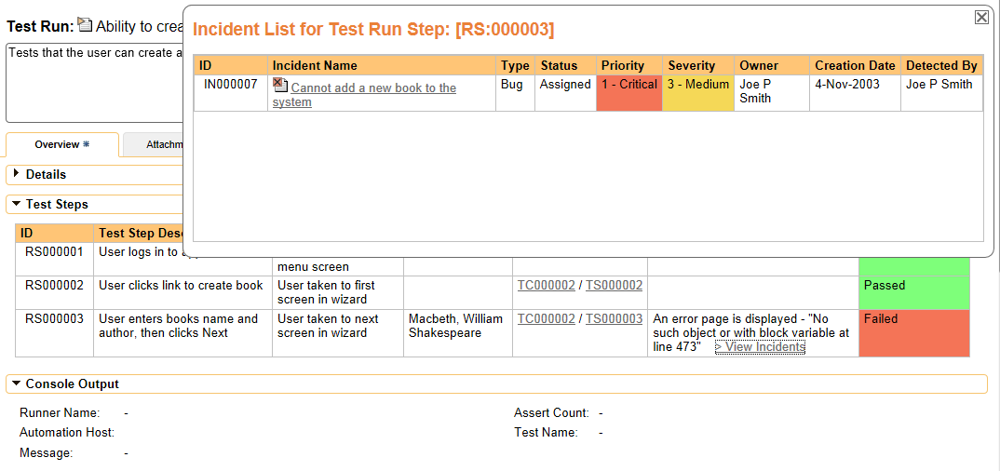 Test Run: Ability to crea
Tests that the user can create a
Incident List for Test Run Step: [RS:000003]
ID Incident Name Type Status Priority Severity Owner Creation Date Detected By
IN000007 Cannot add a new book to the Bug Assigned 1 - Critical 3 - Medium Joe P 4-Nov-2003 Joe P Smith
system Smith
Overview * Attachm
Details
Test Steps
ID Test Step Des
RS000001 User logs in to
menu screen
RS000002 User clicks link to create book User taken to first TC000002 / TS000002 Passed
screen in wizard
RS000003 User enters books name and User taken to next Macbeth, William TC000002 / TS000003 An error page is displayed - "No Failed
author, then clicks Next screen in wizard Shakespeare such object or with block variable at
line 473" > View Incidents
Console Output
Runner Name: - Assert Count: -
Automation Host: Test Name: -
Message: -